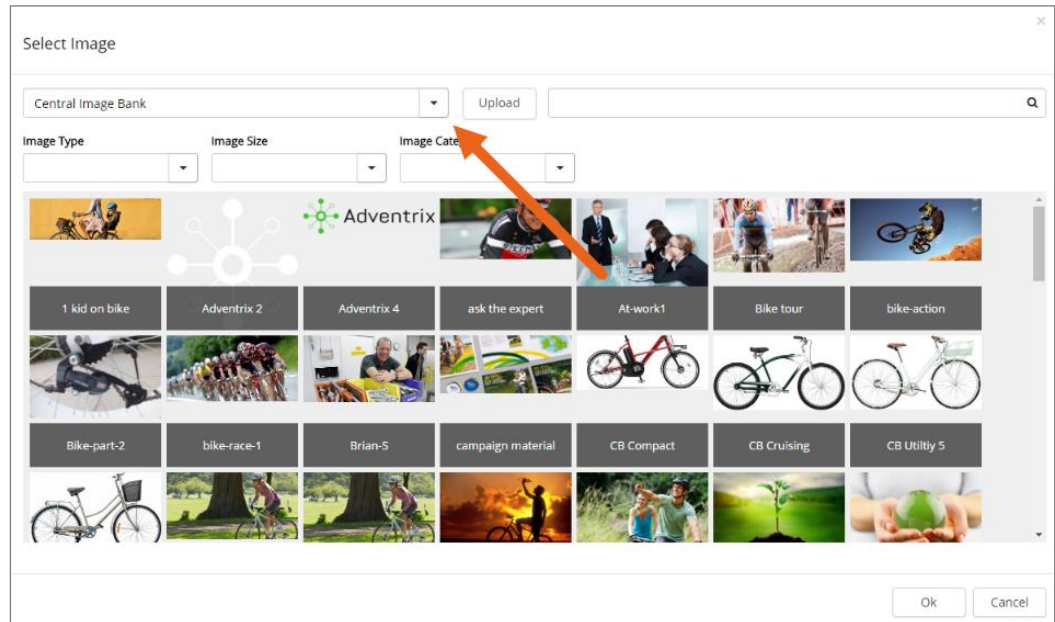 ×
Select Image
Central Image Bank
Upload
Image Type
Image Size
Image Cate
Adventrix
1 kid on bike
Adventrix 2
Adventrix 4
ask the expert
At-work1
Bike tour
bike-action
Bike-part-2
bike-race-1
Brian-S
campaign material
CB Compact
CB Cruising
CB Utiltiy 5
Ok
Cancel